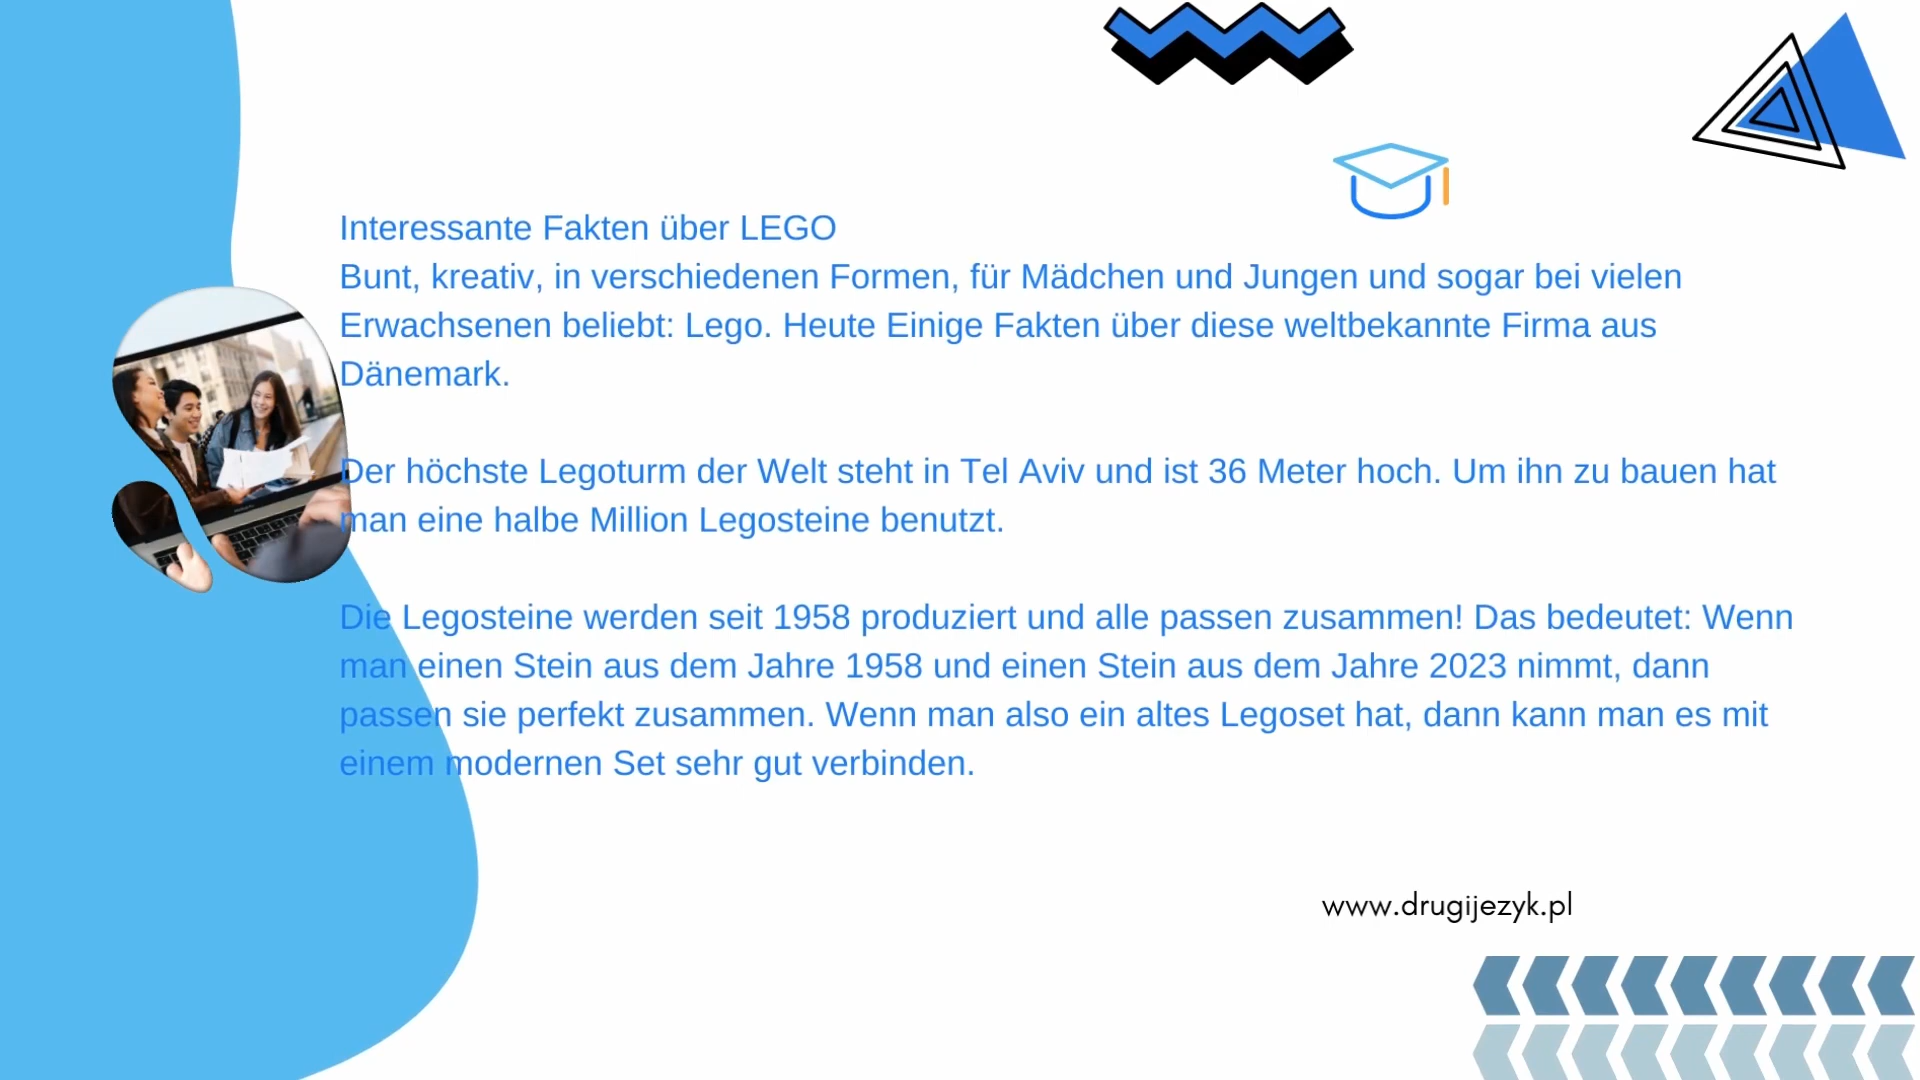 Interessante Fakten über LEGO
Bunt, kreativ, in verschiedenen Formen, für Mädchen und Jungen und sogar bei vielen
Erwachsenen beliebt: Lego. Heute Einige Fakten über diese weltbekannte Firma aus
Dänemark.
Der höchste Legoturm der Welt steht in Tel Aviv und ist 36 Meter hoch. Um ihn zu bauen hat
man eine halbe Million Legosteine benutzt.
Die Legosteine werden seit 1958 produziert und alle passen zusammen! Das bedeutet: Wenn
man einen Stein aus dem Jahre 1958 und einen Stein aus dem Jahre 2023 nimmt, dann
passen sie perfekt zusammen. Wenn man also ein altes Legoset hat, dann kann man es mit
einem modernen Set sehr gut verbinden.
www.drugijezyk.pl